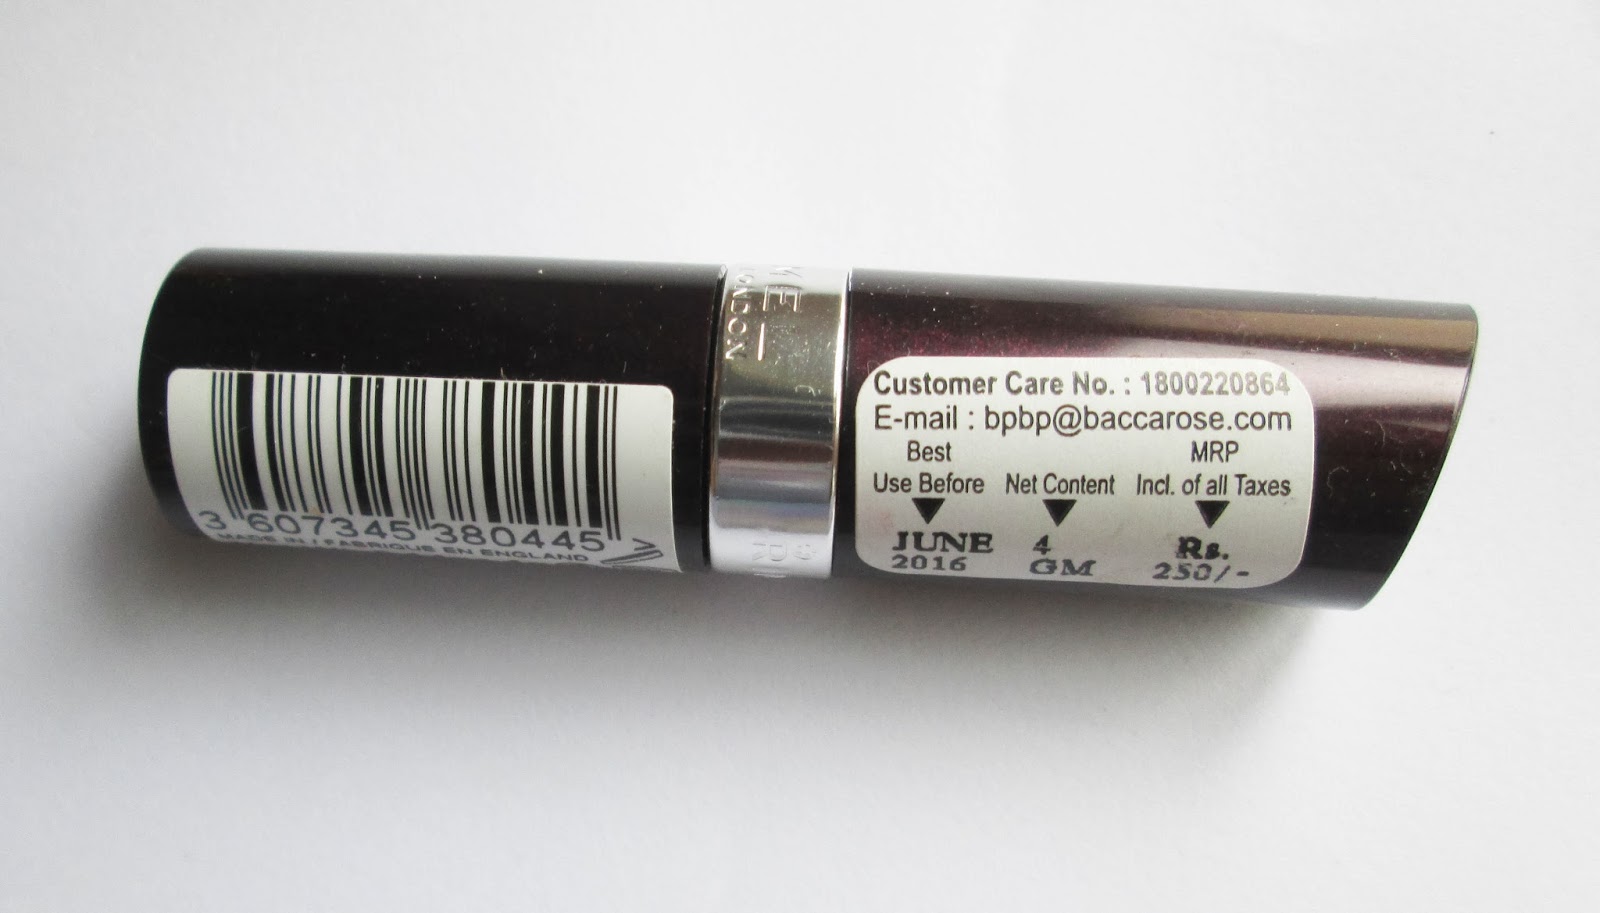 3 607345 380445
MADE IN / FABRIQUE EN ENGLAND
MEL
LONDON
Customer Care No. : 1800220864
E-mail : bpbp@baccarose.com
Best Use Before
Net Content
MRP Incl. of all Taxes
JUNE 2016
4 GM
Rs. 250/-